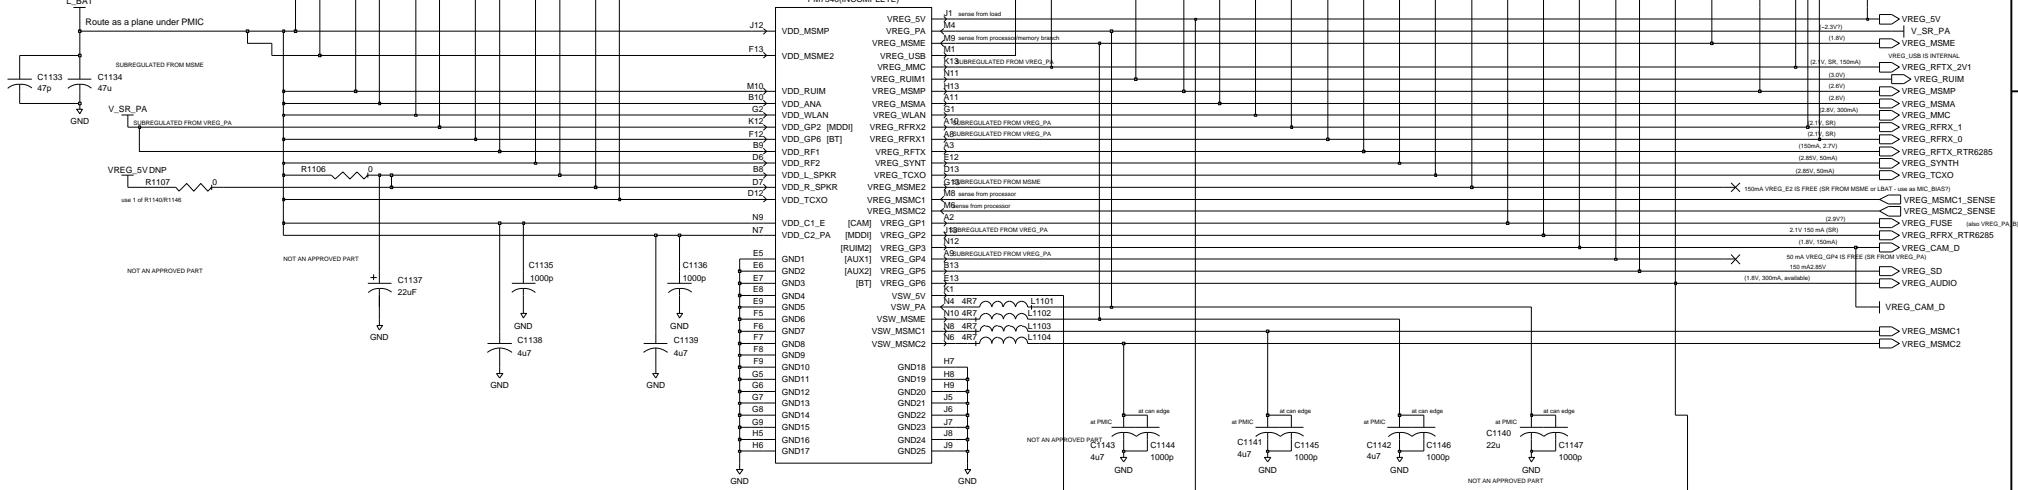 L_BAT
Route as a plane under PMIC
SUBREGULATED FROM MSME
C1133
47p
C1134
47u
GND
V_SR_PA
SUBREGULATED FROM VREG_PA
VREG_5V DNP
R1107
0
use 1 of R1140/R1146
R1106
0
NOT AN APPROVED PART
NOT AN APPROVED PART
C1137
22uF
GND
C1135
1000p
GND
C1138
4u7
GND
C1136
1000p
GND
C1139
4u7
GND
J12 VDD_MSMP
F13 VDD_MSME2
M10 VDD_RUIM
B10 VDD_ANA
G2 VDD_WLAN
K12 VDD_GP2 [MDDI]
F12 VDD_GP6 [BT]
B9 VDD_RF1
D6 VDD_RF2
B8 VDD_L_SPKR
D7 VDD_R_SPKR
D12 VDD_TCXO
N9 VDD_C1_E
N7 VDD_C2_PA
E5 GND1
E6 GND2
E7 GND3
E8 GND4
E9 GND5
F5 GND6
F6 GND7
F7 GND8
F8 GND9
F9 GND10
G5 GND11
G6 GND12
G7 GND13
G8 GND14
G9 GND15
H5 GND16
H6 GND17
GND
VREG_5V J1 sense from load
VREG_PA M4
VREG_MSME M9 sense from processor/memory branch
VREG_USB M1
VREG_MMC K13 SUBREGULATED FROM VREG_PA
VREG_RUIM1 N11
VREG_MSMP H13
VREG_MSMA A11
VREG_WLAN G1
VREG_RFRX2 A10 SUBREGULATED FROM VREG_PA
VREG_RFRX1 SUBREGULATED FROM VREG_PA
VREG_RFTX A3
VREG_SYNT E12
VREG_TCXO D13
VREG_MSME2 G13 SUBREGULATED FROM MSME
VREG_MSMC1 M8 sense from processor
VREG_MSMC2 M6 sense from processor
[CAM] VREG_GP1 A2
[MDDI] VREG_GP2 SUBREGULATED FROM VREG_PA
[RUIM2] VREG_GP3 N12
[AUX1] VREG_GP4 A9 SUBREGULATED FROM VREG_PA
[AUX2] VREG_GP5 B13
[BT] VREG_GP6 E13
VSW_5V K1
VSW_PA N4 4R7 L1101
VSW_MSME N10 4R7 L1102
VSW_MSMC1 N8 4R7 L1103
VSW_MSMC2 N6 4R7 L1104
GND18 H7
GND19 H8
GND20 H9
GND21 J5
GND22 J6
GND23 J7
GND24 J8
GND25 J9
GND
NOT AN APPROVED PART
at PMIC
at can edge
C1143
4u7
C1144
1000p
GND
at PMIC
at can edge
C1141
4u7
C1145
1000p
GND
at PMIC
at can edge
C1142
4u7
C1146
1000p
GND
at PMIC
at can edge
C1140
22u
C1147
1000p
GND
NOT AN APPROVED PART
VREG_5V
(~2.3V?) V_SR_PA
(1.8V) VREG_MSME
VREG_USB IS INTERNAL
(2.1V, SR, 150mA) VREG_RFTX_2V1
(3.0V) VREG_RUIM
(2.6V) VREG_MSMP
(2.6V) VREG_MSMA
(2.8V, 300mA) VREG_MMC
(2.1V, SR) VREG_RFRX_1
(2.1V, SR) VREG_RFRX_0
(150mA, 2.7V) VREG_RFTX_RTR6285
(2.85V, 50mA) VREG_SYNTH
(2.85V, 50mA) VREG_TCXO
150mA VREG_E2 IS FREE (SR FROM MSME or LBAT - use as MIC_BIAS?)
VREG_MSMC1_SENSE
VREG_MSMC2_SENSE
(2.9V?) VREG_FUSE
2.1V 150 mA (SR) VREG_RFRX_RTR6285
(1.8V, 150mA) VREG_CAM_D
50 mA VREG_GP4 IS FREE (SR FROM VREG_PA)
150 mA2.85V VREG_SD
(1.8V, 300mA, available) VREG_AUDIO
VREG_CAM_D
VREG_MSMC1
VREG_MSMC2